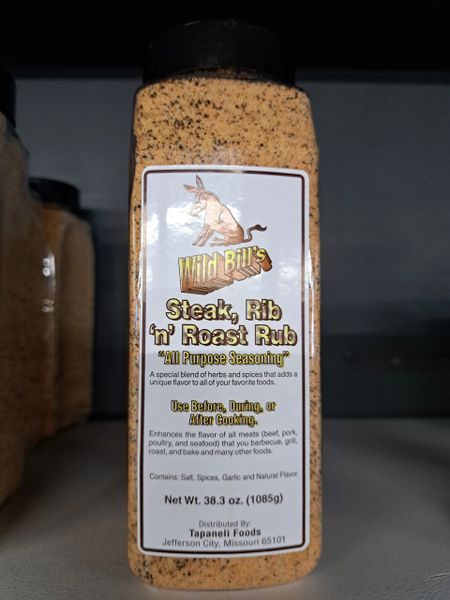 Wild Bill's
Steak, Rib
'n' Roast Rub
"All Purpose Seasoning"
A special blend of herbs and spices that adds a
unique flavor to all of your favorite foods.
Use Before, During, or
After Cooking.
Enhances the flavor of all meats (beef, pork,
poultry, and seafood) that you barbecue, grill,
roast, and bake and many other foods.
Contains: Salt, Spices, Garlic and Natural Flavor.
Net Wt. 38.3 oz. (1085g)
Distributed By:
Tapaneli Foods
Jefferson City, Missouri 65101